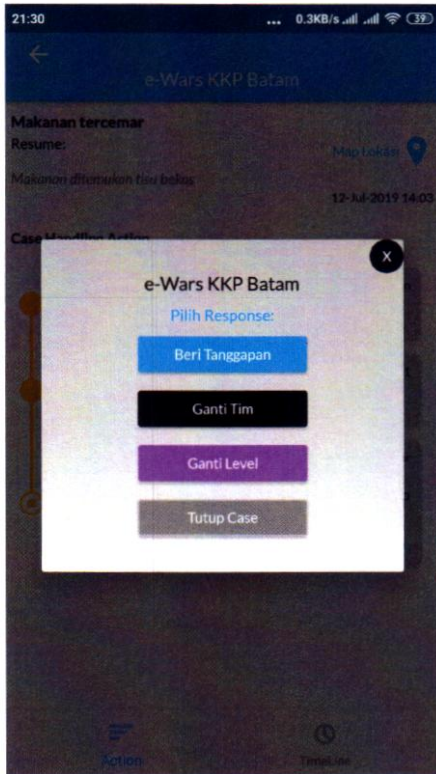 21:30
... 0.3KB/s 39
e-Wars KKP Batam
Makanan tercemar
Resume:
Map Lokasi
Makanan ditemukan tisu bekas
12-Jul-2019 14:03
Case Handling Action
X
e-Wars KKP Batam
Pilih Response:
Beri Tanggapan
Ganti Tim
Ganti Level
Tutup Case
Action
TimeLine